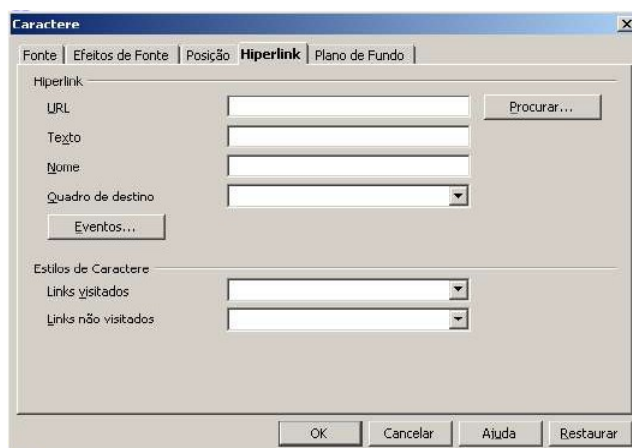 Caractere
Fonte Efeitos de Fonte Posição Hiperlink Plano de Fundo
Hiperlink
URL Procurar...
Texto
Nome
Quadro de destino
Eventos...
Estilos de Caractere
Links visitados
Links não visitados
OK Cancelar Ajuda Restaurar